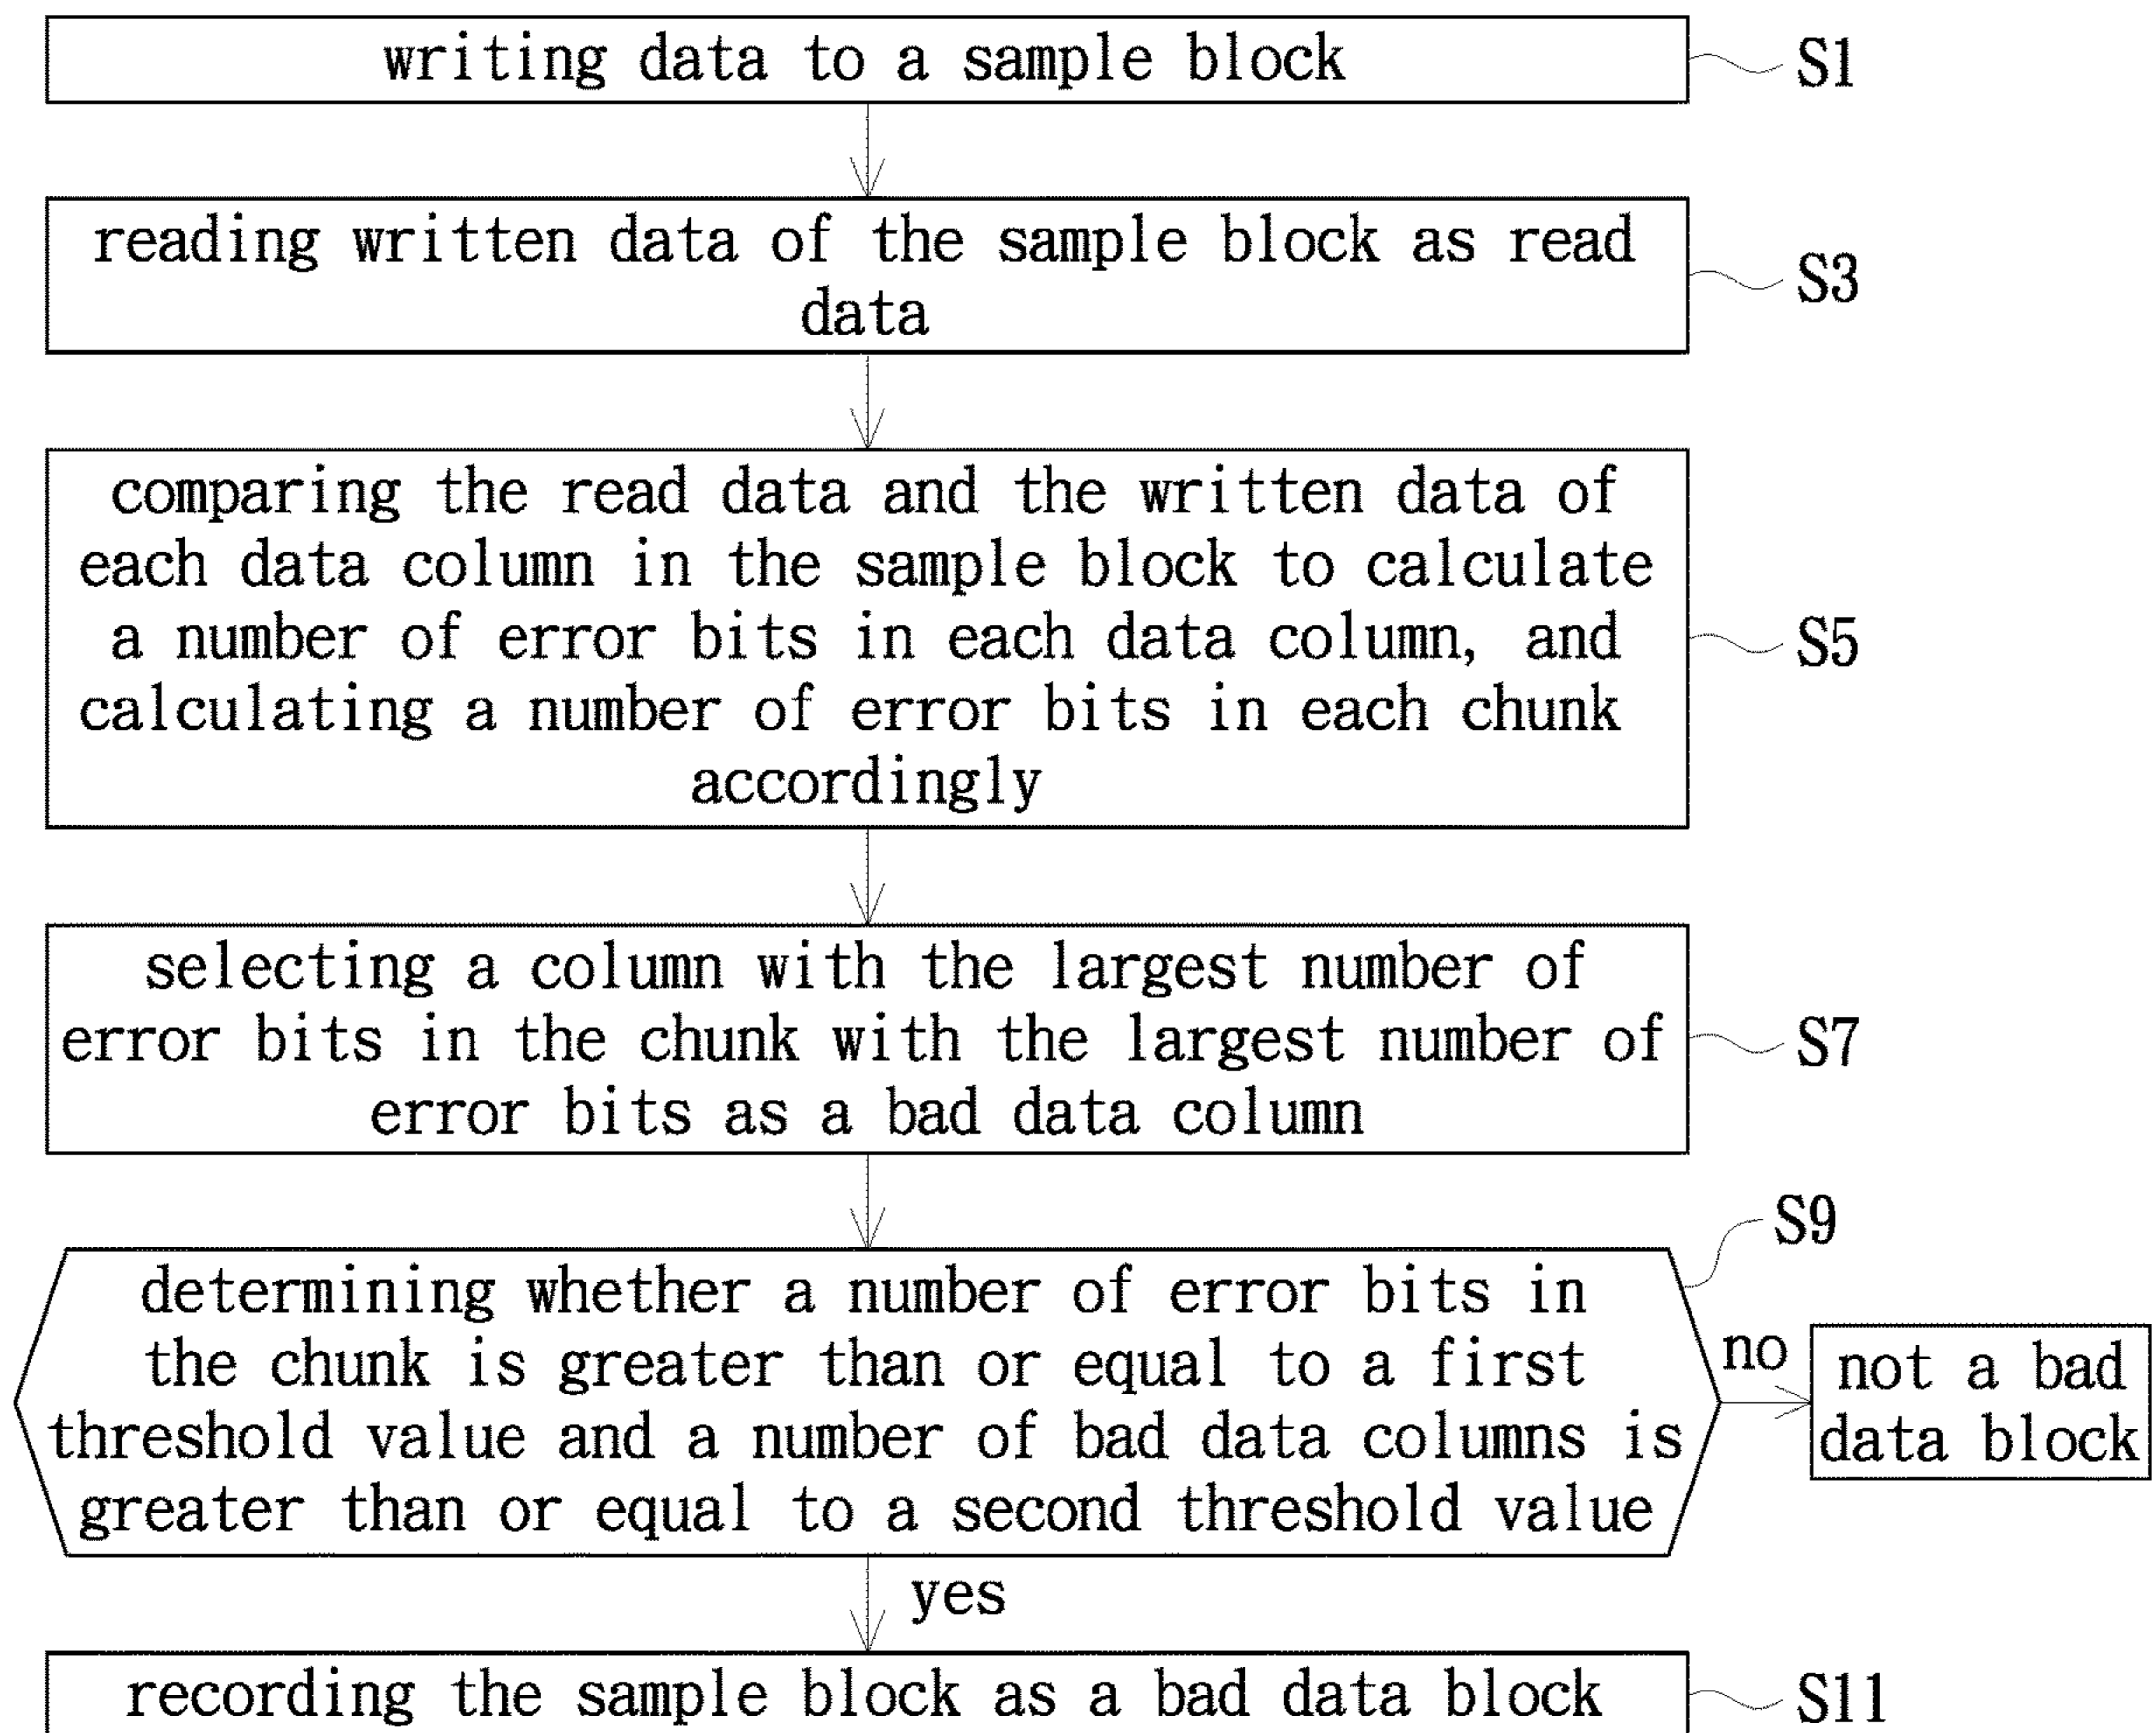 writing data to a sample block
S1
reading written data of the sample block as read
data
S3
comparing the read data and the written data of
each data column in the sample block to calculate
a number of error bits in each data column, and
calculating a number of error bits in each chunk
accordingly
S5
selecting a column with the largest number of
error bits in the chunk with the largest number of
error bits as a bad data column
S7
S9
determining whether a number of error bits in
the chunk is greater than or equal to a first
threshold value and a number of bad data columns is
greater than or equal to a second threshold value
no
not a bad
data block
yes
recording the sample block as a bad data block
S11